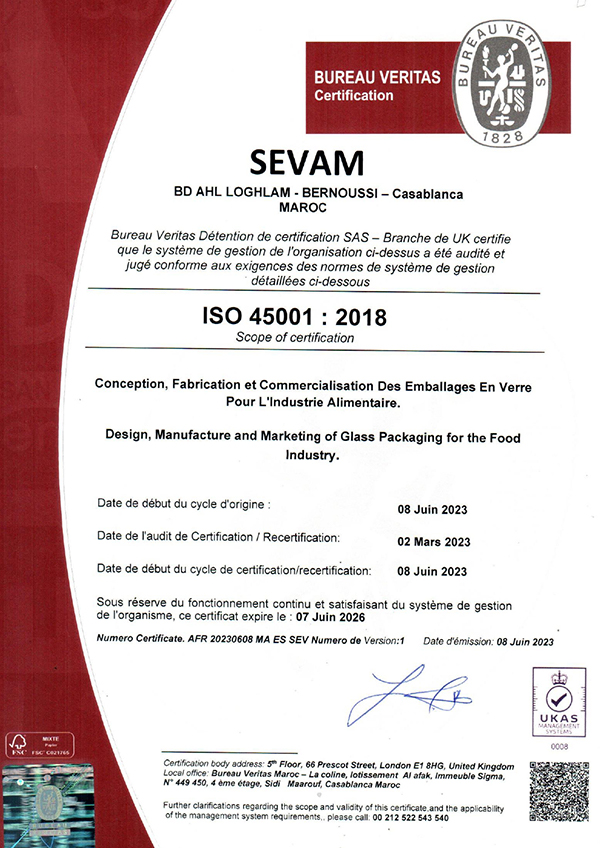 BUREAU VERITAS
Certification
BUREAU VERITAS
1828
SEVAM
BD AHL LOGHLAM - BERNOUSSI – Casablanca
MAROC
Bureau Veritas Détention de certification SAS – Branche de UK certifie
que le système de gestion de l'organisation ci-dessus a été audité et
jugé conforme aux exigences des normes de système de gestion
détaillées ci-dessous
ISO 45001 : 2018
Scope of certification
Conception, Fabrication et Commercialisation Des Emballages En Verre
Pour L'Industrie Alimentaire.
Design, Manufacture and Marketing of Glass Packaging for the Food
Industry.
Date de début du cycle d'origine : 08 Juin 2023
Date de l'audit de Certification / Recertification: 02 Mars 2023
Date de début du cycle de certification/recertification: 08 Juin 2023
Sous réserve du fonctionnement continu et satisfaisant du système de gestion
de l'organisme, ce certificat expire le : 07 Juin 2026
Numero Certificate. AFR 20230608 MA ES SEV Numero de Version:1 Date d'émission: 08 Juin 2023
UKAS
MANAGEMENT
SYSTEMS
0008
MIXTE
Papier
FSC
FSC® C021765
Certification body address: 5th Floor, 66 Prescot Street, London E1 8HG, United Kingdom
Local office: Bureau Veritas Maroc – La coline, lotissement Al afak, Immeuble Sigma,
N° 449 450, 4 ème étage, Sidi Maarouf, Casablanca Maroc
Further clarifications regarding the scope and validity of this certificate,and the applicability
of the management system requirements,, please call: 00 212 522 543 540